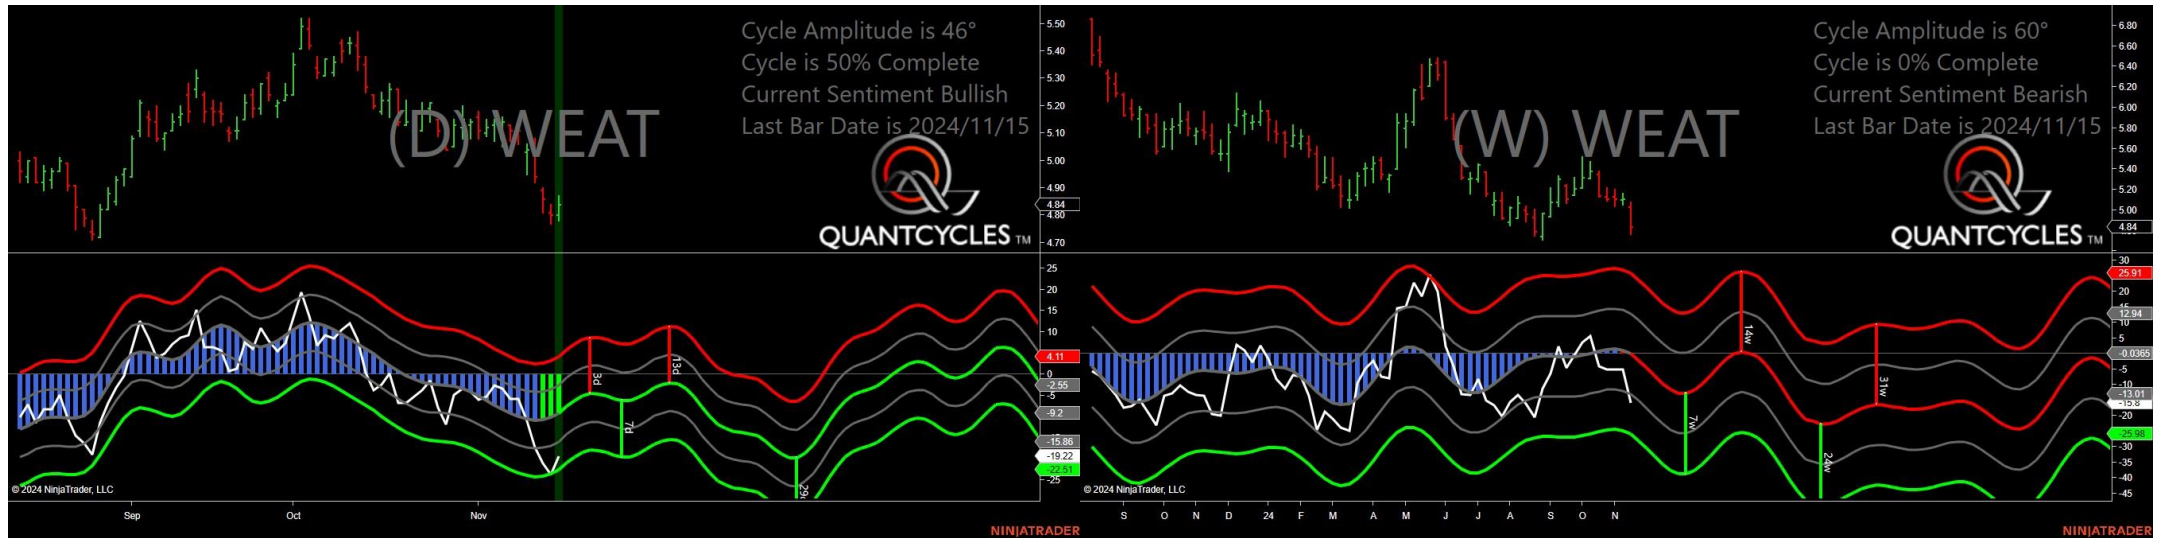 Cycle Amplitude is 46°
Cycle is 50% Complete
Current Sentiment Bullish
Last Bar Date is 2024/11/15
(D) WEAT
QUANTCYCLES TM
5.50
5.40
5.30
5.20
5.10
5.00
4.90
4.84
4.80
4.70
25
20
15
10
4.11
0
-2.55
-5
-9.2
-15.86
-19.22
-22.51
-25
3d
13d
7d
© 2024 NinjaTrader, LLC
Sep Oct Nov
NINJATRADER
Cycle Amplitude is 60°
Cycle is 0% Complete
Current Sentiment Bearish
Last Bar Date is 2024/11/15
(W) WEAT
QUANTCYCLES TM
6.80
6.60
6.40
6.20
6.00
5.80
5.60
5.40
5.20
5.00
4.84
30
25.91
20
12.94
10
-0.0365
-5
-10
-13.01
-15.8
-20
-25.98
-30
-35
-40
-45
14w
31w
7w
24w
© 2024 NinjaTrader, LLC
S O N D 24 F M A M J J A S O N
NINJATRADER